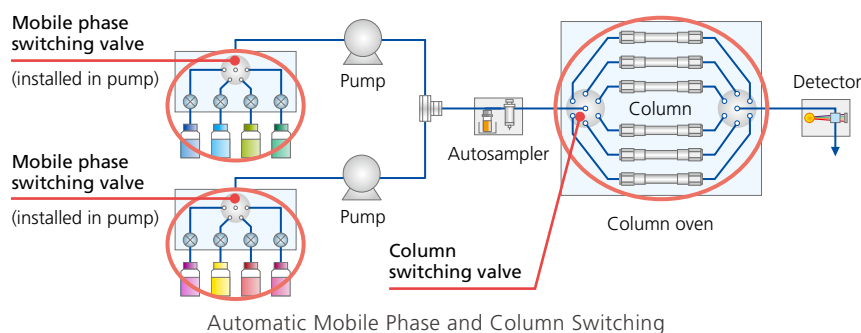 Mobile phase
switching valve
(installed in pump)
Pump
Mobile phase
switching valve
(installed in pump)
Pump
Autosampler
Column
Detector
Column oven
Column
switching valve
Automatic Mobile Phase and Column Switching